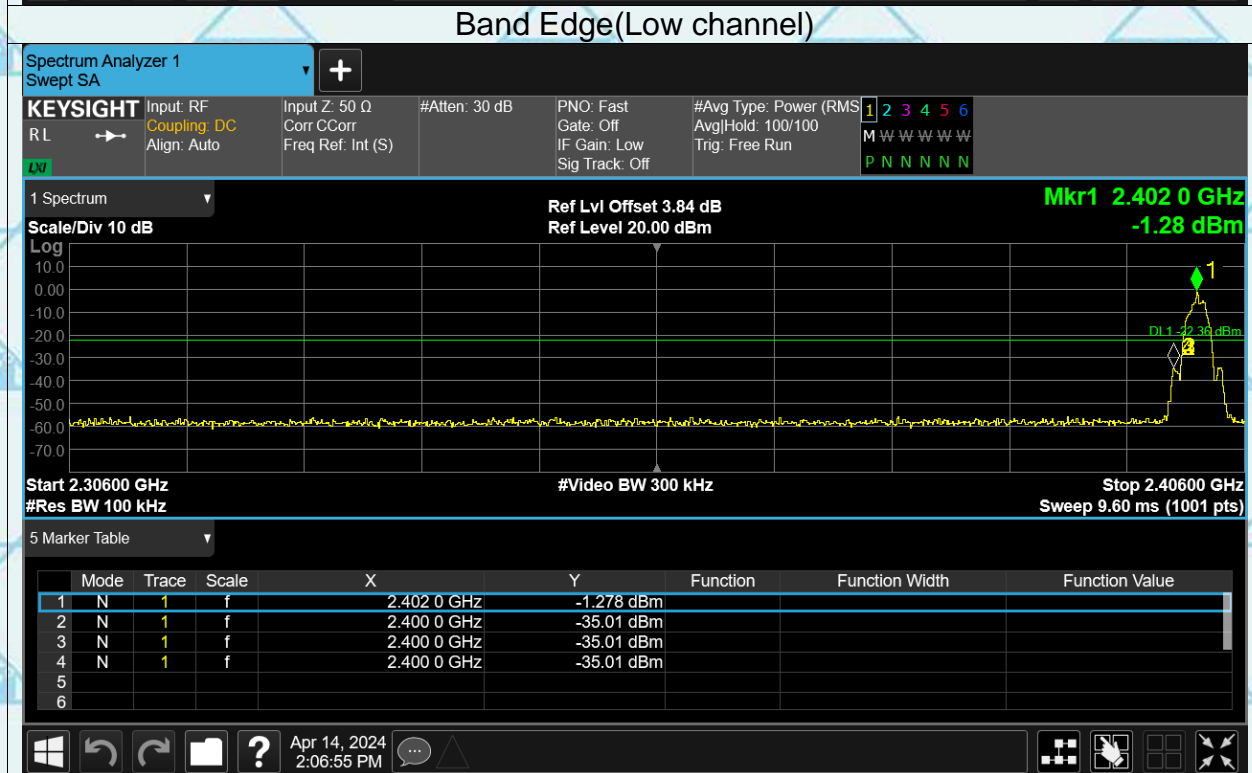 Band Edge(Low channel)
Spectrum Analyzer 1
Swept SA
KEYSIGHT
R L
LXI
Input: RF
Coupling: DC
Align: Auto
Input Z: 50 Ω
Corr CCorr
Freq Ref: Int (S)
#Atten: 30 dB
PNO: Fast
Gate: Off
IF Gain: Low
Sig Track: Off
#Avg Type: Power (RMS
Avg|Hold: 100/100
Trig: Free Run
1 2 3 4 5 6
M W W W W W
P N N N N N
1 Spectrum
Scale/Div 10 dB
Ref Lvl Offset 3.84 dB
Ref Level 20.00 dBm
Mkr1 2.402 0 GHz
-1.28 dBm
Log
10.0
0.00
-10.0
-20.0
-30.0
-40.0
-50.0
-60.0
-70.0
1
DL1 -22.36 dBm
Start 2.30600 GHz
#Res BW 100 kHz
#Video BW 300 kHz
Stop 2.40600 GHz
Sweep 9.60 ms (1001 pts)
5 Marker Table
Mode Trace Scale X Y Function Function Width Function Value
1 N 1 f 2.402 0 GHz -1.278 dBm
2 N 1 f 2.400 0 GHz -35.01 dBm
3 N 1 f 2.400 0 GHz -35.01 dBm
4 N 1 f 2.400 0 GHz -35.01 dBm
5
6
?
Apr 14, 2024
2:06:55 PM